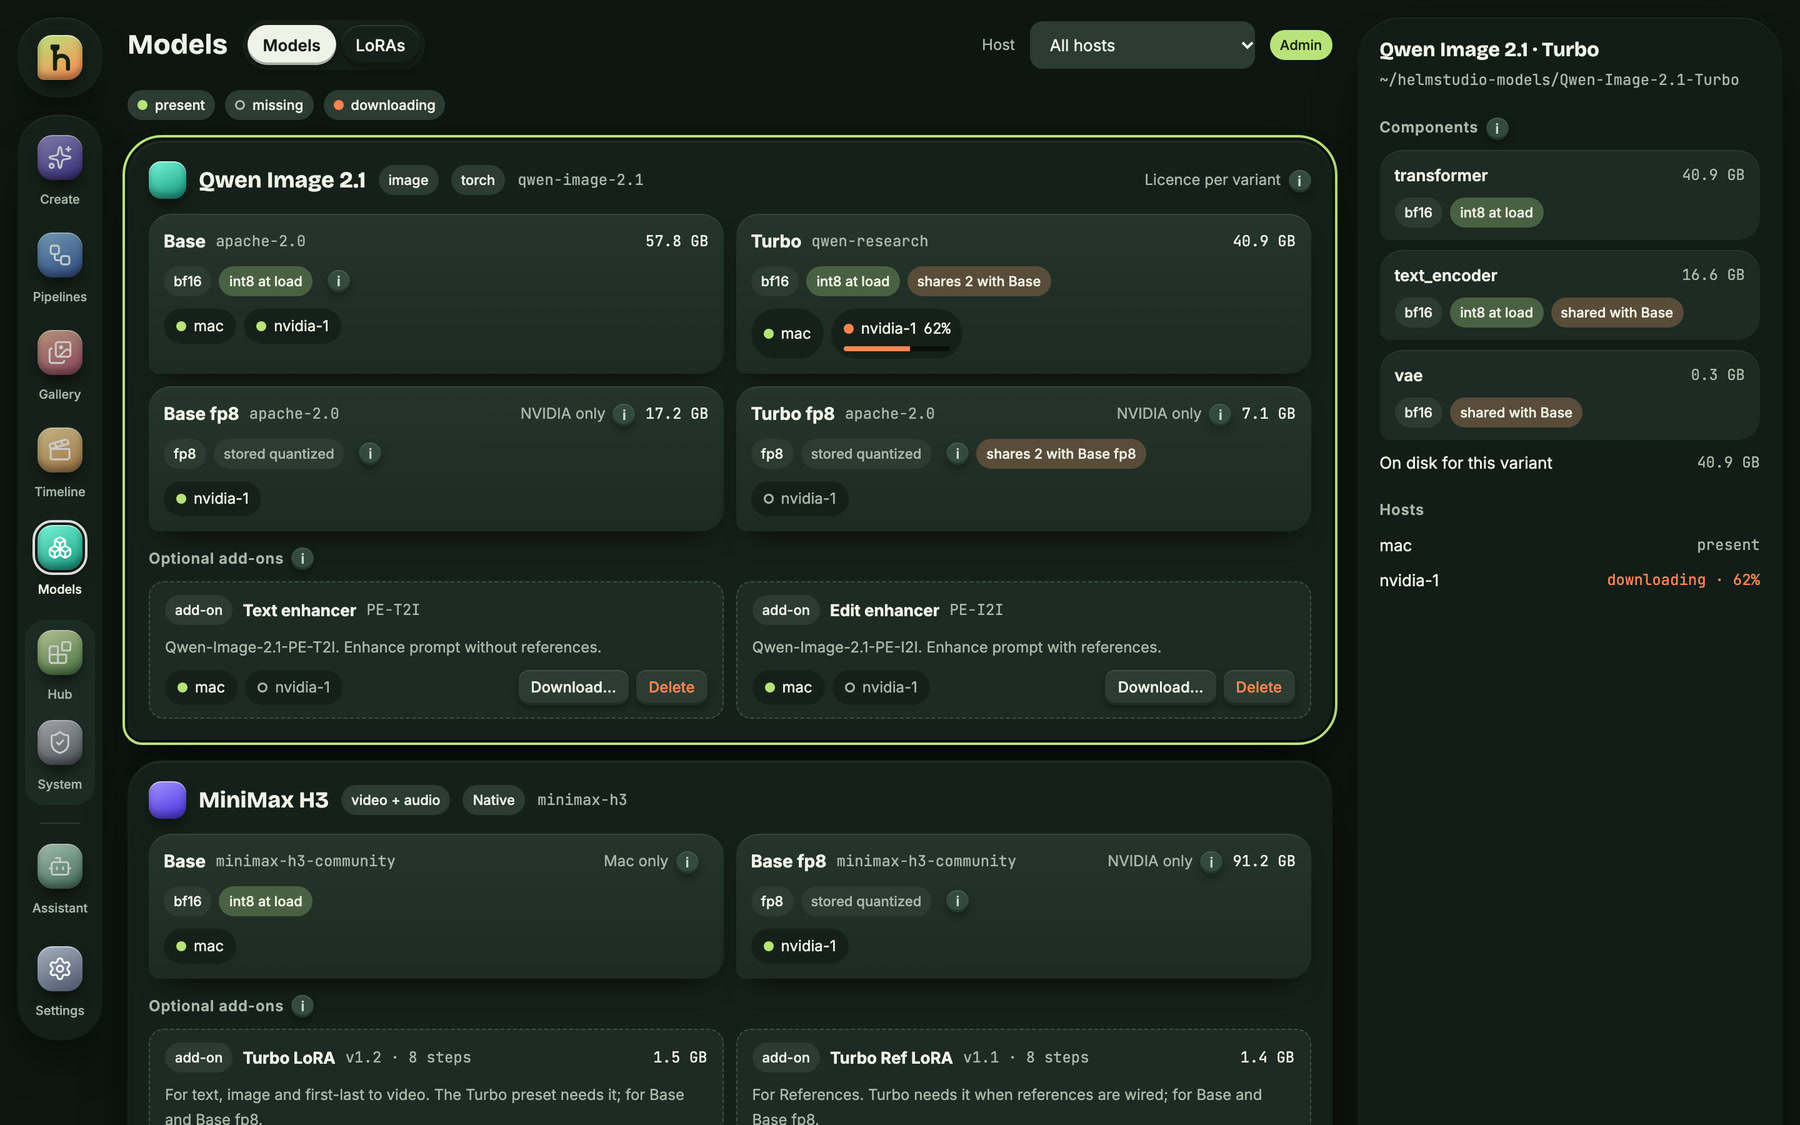 h
Create
Pipelines
Gallery
Timeline
Models
Hub
System
Assistant
Settings
Models
Models
LoRAs
Host
All hosts
Admin
present
missing
downloading
Qwen Image 2.1
image
torch
qwen-image-2.1
Licence per variant
i
Base apache-2.0 57.8 GB
bf16 int8 at load i
mac nvidia-1
Turbo qwen-research 40.9 GB
bf16 int8 at load shares 2 with Base
mac nvidia-1 62%
Base fp8 apache-2.0 NVIDIA only i 17.2 GB
fp8 stored quantized i
nvidia-1
Turbo fp8 apache-2.0 NVIDIA only i 7.1 GB
fp8 stored quantized i shares 2 with Base fp8
nvidia-1
Optional add-ons i
add-on Text enhancer PE-T2I
Qwen-Image-2.1-PE-T2I. Enhance prompt without references.
mac nvidia-1 Download... Delete
add-on Edit enhancer PE-I2I
Qwen-Image-2.1-PE-I2I. Enhance prompt with references.
mac nvidia-1 Download... Delete
MiniMax H3 video + audio Native minimax-h3
Base minimax-h3-community Mac only i
bf16 int8 at load
mac
Base fp8 minimax-h3-community NVIDIA only i 91.2 GB
fp8 stored quantized i
nvidia-1
Optional add-ons i
add-on Turbo LoRA v1.2 · 8 steps 1.5 GB
For text, image and first-last to video. The Turbo preset needs it; for Base
and Base fp8.
add-on Turbo Ref LoRA v1.1 · 8 steps 1.4 GB
For References. Turbo needs it when references are wired; for Base and
Base fp8.
Qwen Image 2.1 · Turbo
~/helmstudio-models/Qwen-Image-2.1-Turbo
Components i
transformer 40.9 GB
bf16 int8 at load
text_encoder 16.6 GB
bf16 int8 at load shared with Base
vae 0.3 GB
bf16 shared with Base
On disk for this variant 40.9 GB
Hosts
mac present
nvidia-1 downloading · 62%